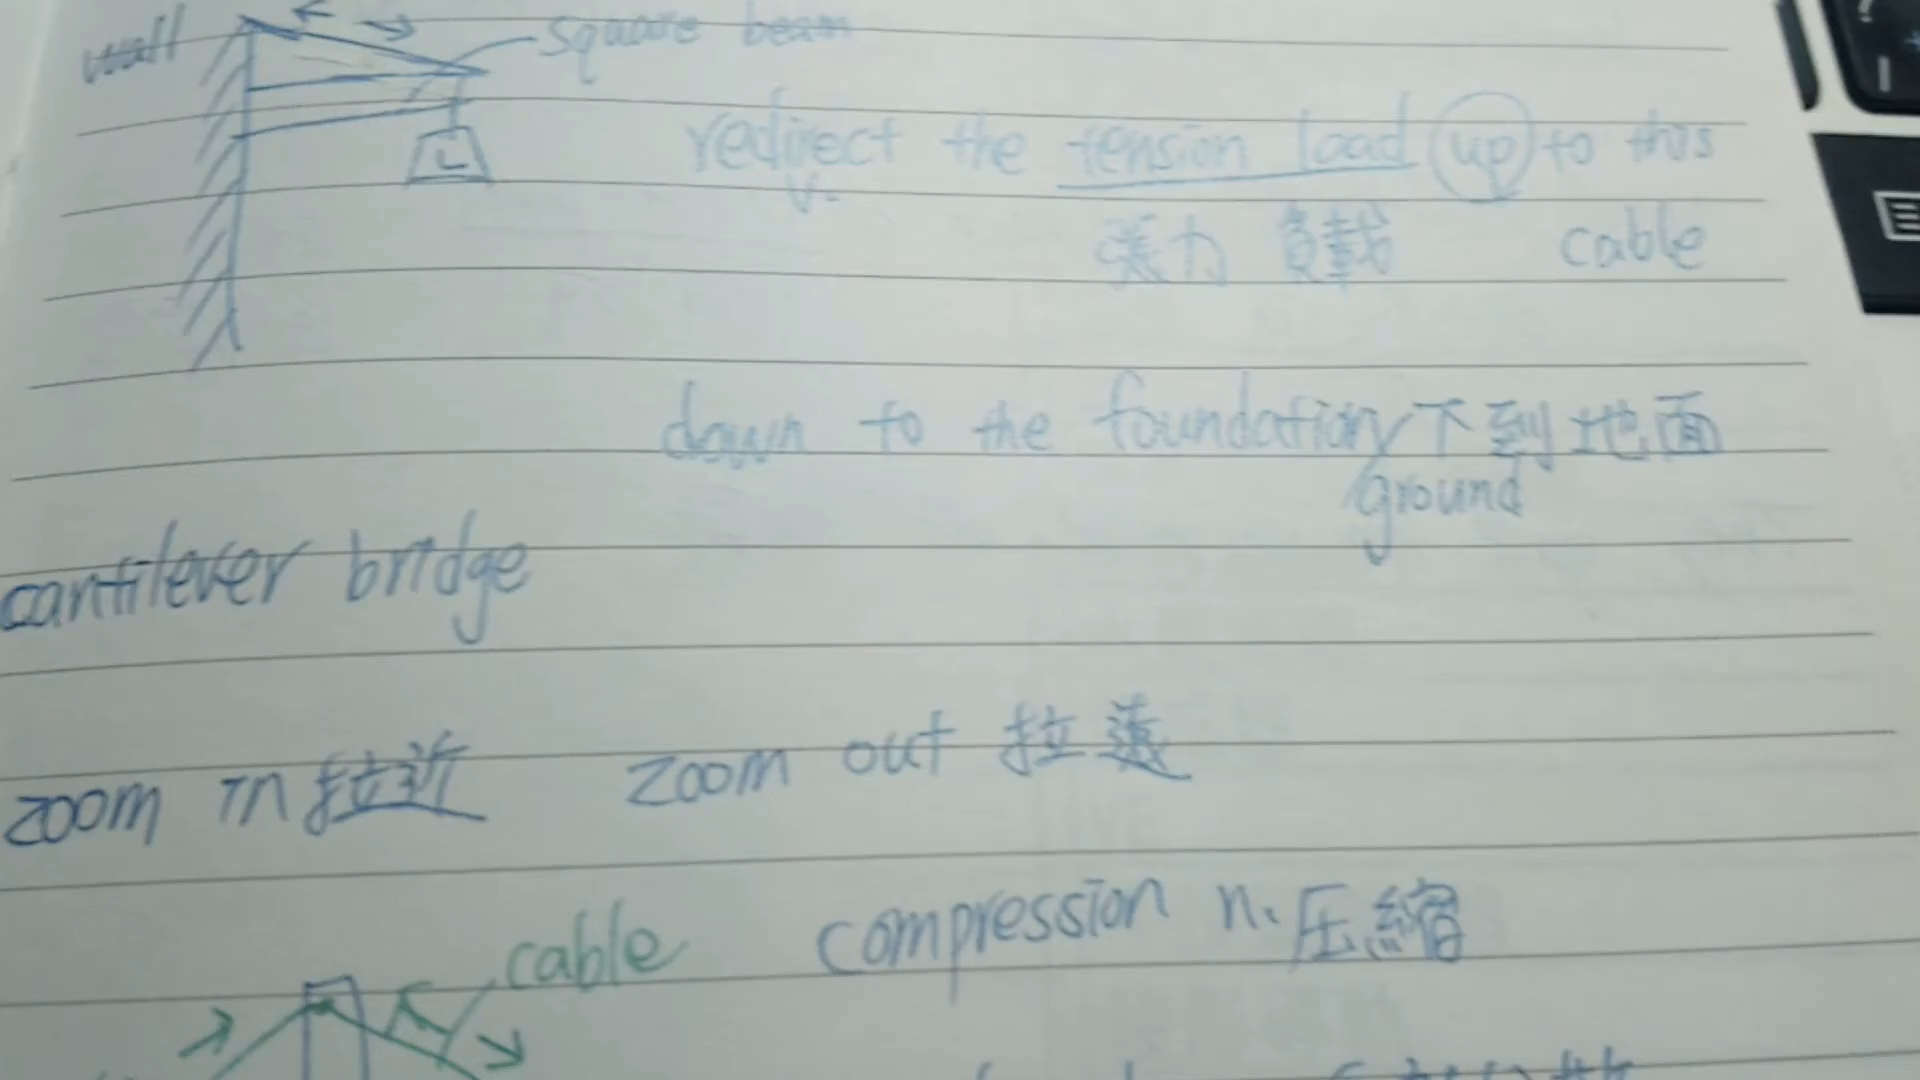 wall
square beam
redirect the tension load up to this
v.
張力 負載 cable
L
down to the foundation 下到地面
ground
cantilever bridge
zoom in 拉近 zoom out 拉遠
compression n. 压縮
cable